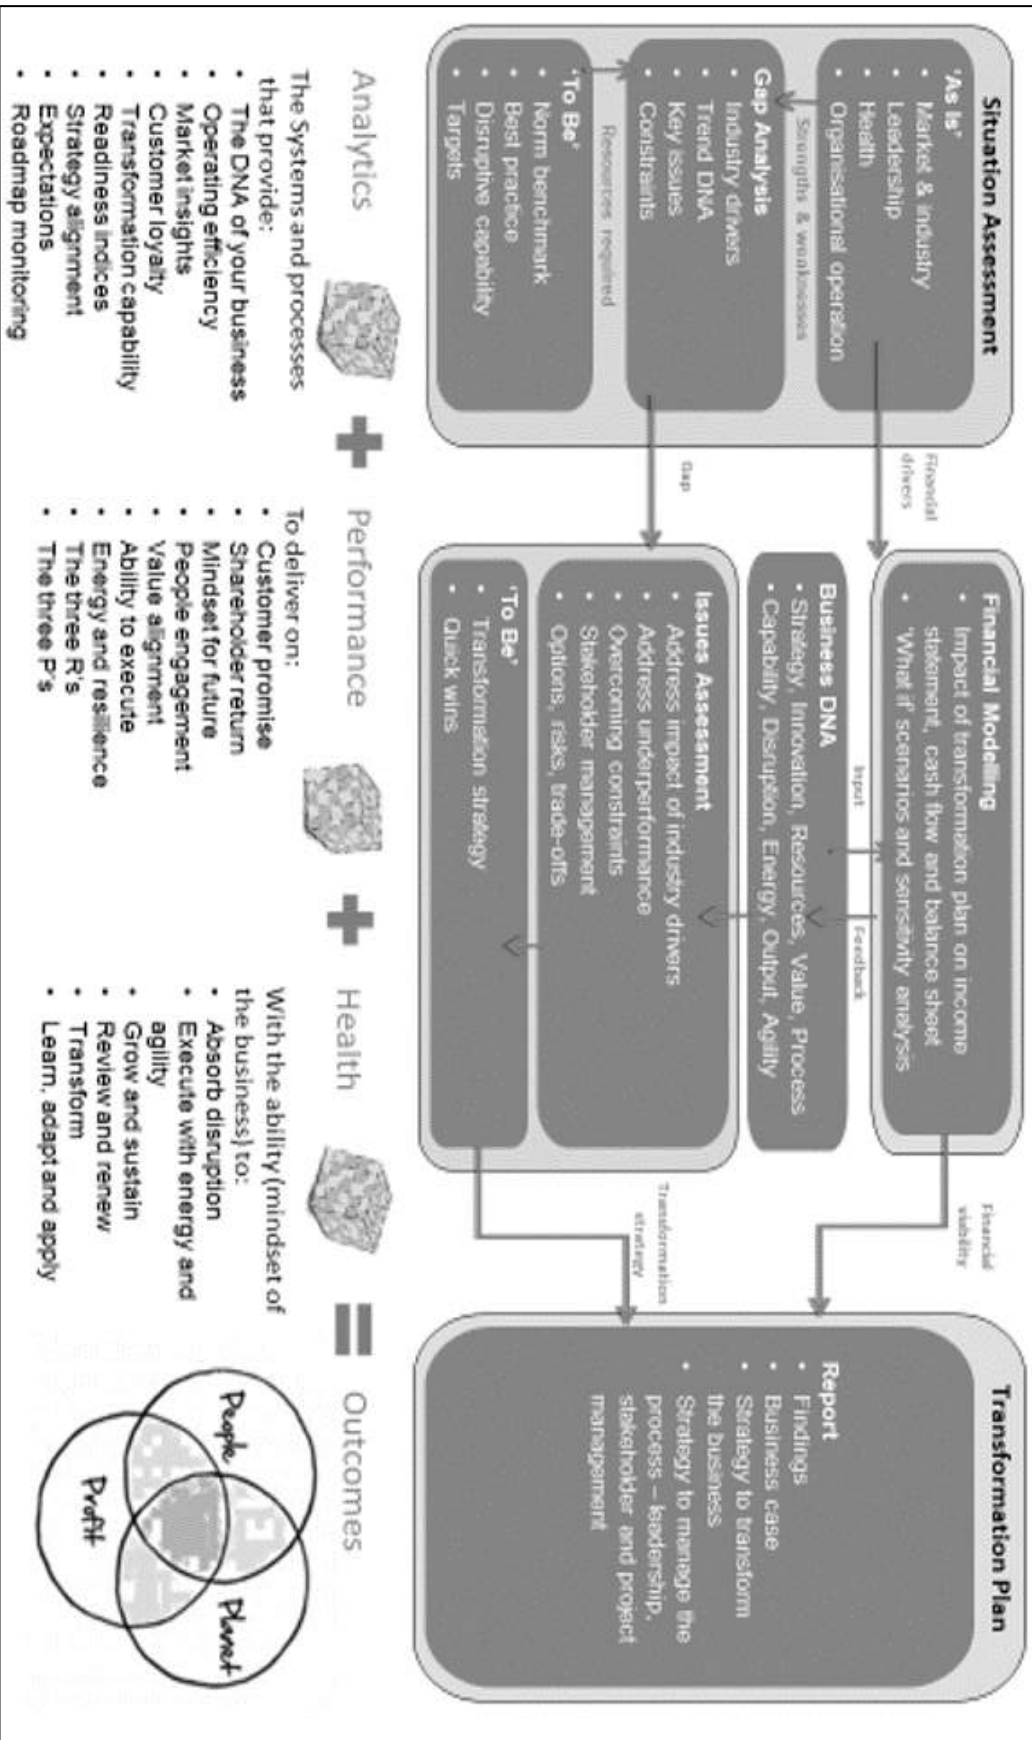 Situation Assessment
'As Is'
• Market & industry
• Leadership
• Health
• Organisational operation
Strengths & weaknesses
Gap Analysis
• Industry drivers
• Trend DNA
• Key issues
• Constraints
Resources required
'To Be'
• Norm benchmark
• Best practice
• Disruptive capability
• Targets
Financial
drivers
Gap
Financial Modelling
• Impact of transformation plan on income
statement, cash flow and balance sheet
• 'What if' scenarios and sensitivity analysis
Input
Feedback
Business DNA
• Strategy, Innovation, Resources, Value, Process
• Capability, Disruption, Energy, Output, Agility
Issues Assessment
• Address impact of industry drivers
• Address underperformance
• Overcoming constraints
• Stakeholder management
• Options, risks, trade-offs
'To Be'
• Transformation strategy
• Quick wins
Financial
viability
Transformation
strategy
Transformation Plan
Report
• Findings
• Business case
• Strategy to transform
the business
• Strategy to manage the
process – leadership,
stakeholder and project
management
Analytics
The Systems and processes
that provide:
• The DNA of your business
• Operating efficiency
• Market insights
• Customer loyalty
• Transformation capability
• Readiness indices
• Strategy alignment
• Expectations
• Roadmap monitoring
+
Performance
To deliver on:
• Customer promise
• Shareholder return
• Mindset for future
• People engagement
• Value alignment
• Ability to execute
• Energy and resilience
• The three R's
• The three P's
+
Health
With the ability (mindset of
the business) to:
• Absorb disruption
• Execute with energy and
agility
• Grow and sustain
• Review and renew
• Transform
• Learn, adapt and apply
=
Outcomes
People
Planet
Profit